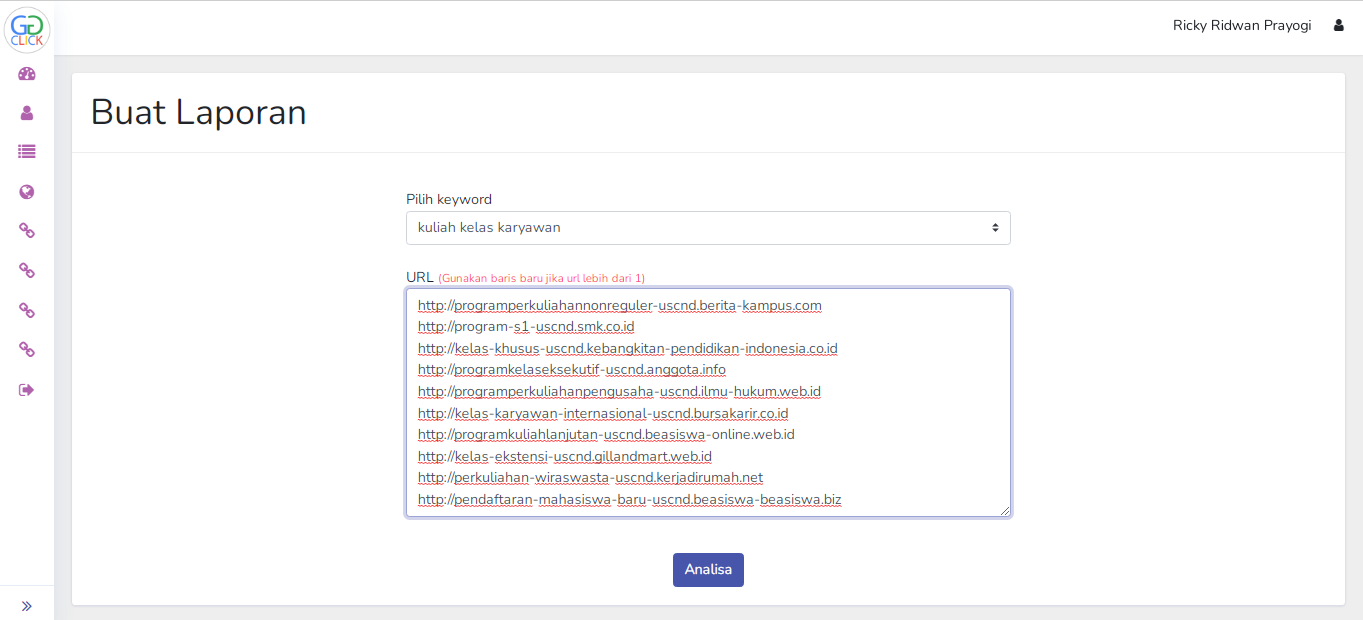 GG
CLICK
Ricky Ridwan Prayogi
Buat Laporan
Pilih keyword
kuliah kelas karyawan
URL (Gunakan baris baru jika url lebih dari 1)
http://programperkuliahannonreguler-uscnd.berita-kampus.com
http://program-s1-uscnd.smk.co.id
http://kelas-khusus-uscnd.kebangkitan-pendidikan-indonesia.co.id
http://programkelaseksekutif-uscnd.anggota.info
http://programperkuliahanpengusaha-uscnd.ilmu-hukum.web.id
http://kelas-karyawan-internasional-uscnd.bursakarir.co.id
http://programkuliahlanjutan-uscnd.beasiswa-online.web.id
http://kelas-ekstensi-uscnd.gillandmart.web.id
http://perkuliahan-wiraswasta-uscnd.kerjadirumah.net
http://pendaftaran-mahasiswa-baru-uscnd.beasiswa-beasiswa.biz
Analisa